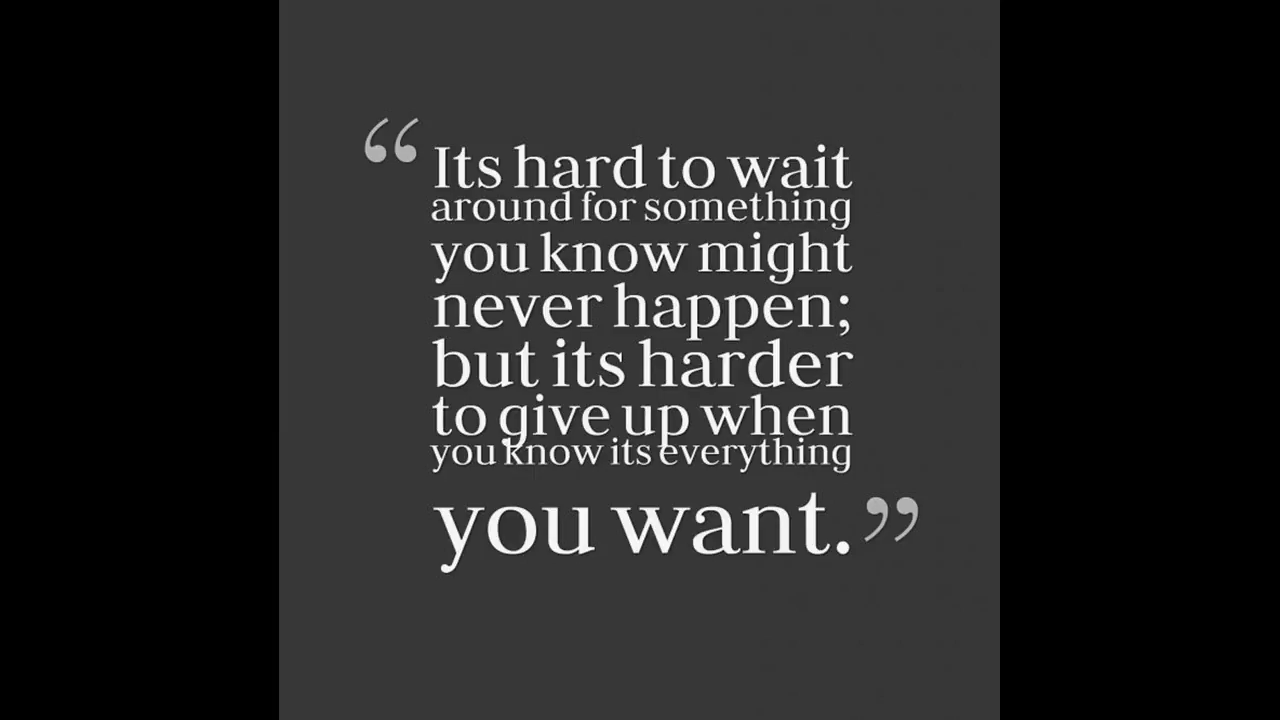 “Its hard to wait
around for something
you know might
never happen;
but its harder
to give up when
you know its everything
you want.”